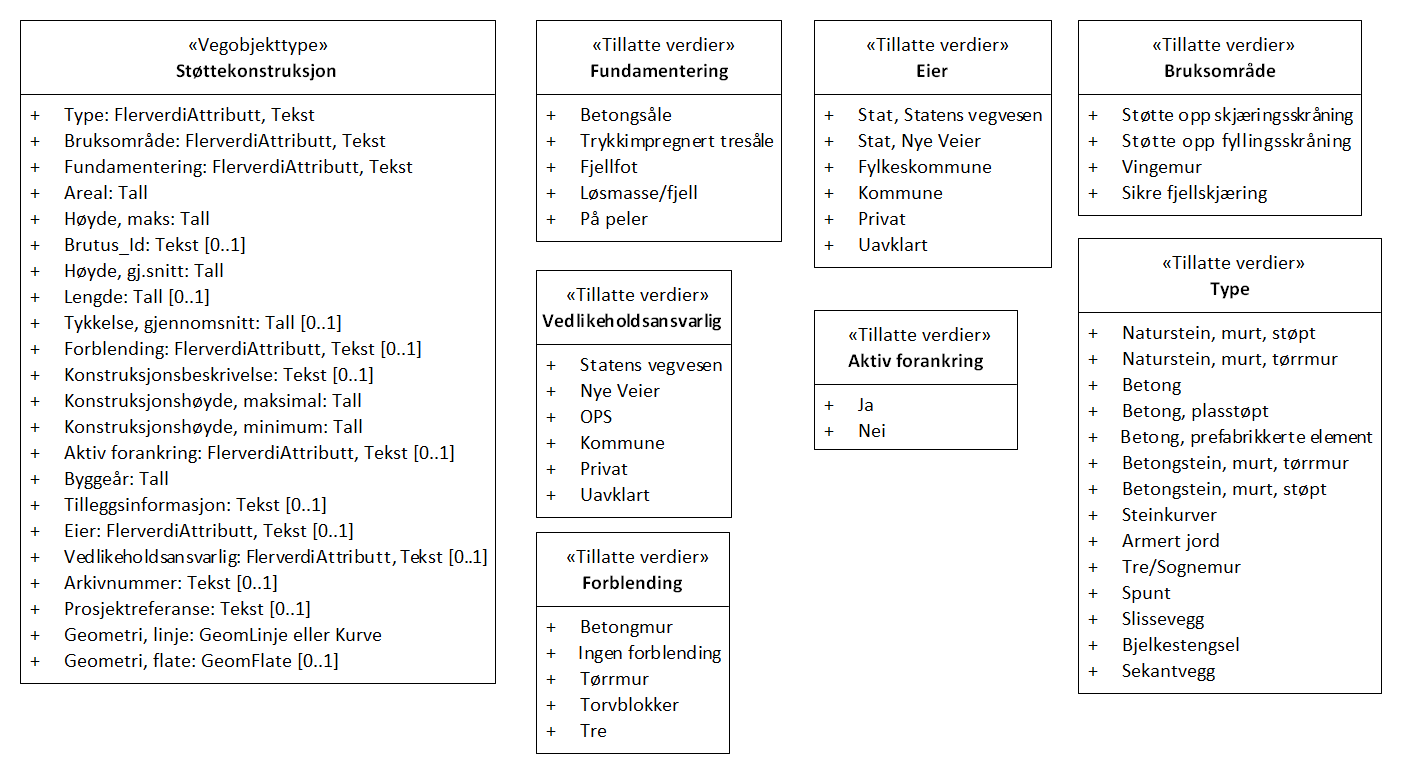 «Vegobjekttype»
Støttekonstruksjon
+ Type: FlerverdiAttributt, Tekst
+ Bruksområde: FlerverdiAttributt, Tekst
+ Fundamentering: FlerverdiAttributt, Tekst
+ Areal: Tall
+ Høyde, maks: Tall
+ Brutus_Id: Tekst [0..1]
+ Høyde, gj.snitt: Tall
+ Lengde: Tall [0..1]
+ Tykkelse, gjennomsnitt: Tall [0..1]
+ Forblending: FlerverdiAttributt, Tekst [0..1]
+ Konstruksjonsbeskrivelse: Tekst [0..1]
+ Konstruksjonshøyde, maksimal: Tall
+ Konstruksjonshøyde, minimum: Tall
+ Aktiv forankring: FlerverdiAttributt, Tekst [0..1]
+ Byggeår: Tall
+ Tilleggsinformasjon: Tekst [0..1]
+ Eier: FlerverdiAttributt, Tekst [0..1]
+ Vedlikeholdsansvarlig: FlerverdiAttributt, Tekst [0..1]
+ Arkivnummer: Tekst [0..1]
+ Prosjektreferanse: Tekst [0..1]
+ Geometri, linje: GeomLinje eller Kurve
+ Geometri, flate: GeomFlate [0..1]
«Tillatte verdier»
Fundamentering
+ Betongsåle
+ Trykkimpregnert tresåle
+ Fjellfot
+ Løsmasse/fjell
+ På peler
«Tillatte verdier»
Vedlikeholdsansvarlig
+ Statens vegvesen
+ Nye Veier
+ OPS
+ Kommune
+ Privat
+ Uavklart
«Tillatte verdier»
Forblending
+ Betongmur
+ Ingen forblending
+ Tørrmur
+ Torvblokker
+ Tre
«Tillatte verdier»
Eier
+ Stat, Statens vegvesen
+ Stat, Nye Veier
+ Fylkeskommune
+ Kommune
+ Privat
+ Uavklart
«Tillatte verdier»
Aktiv forankring
+ Ja
+ Nei
«Tillatte verdier»
Bruksområde
+ Støtte opp skjæringsskråning
+ Støtte opp fyllingsskråning
+ Vingemur
+ Sikre fjellskjæring
«Tillatte verdier»
Type
+ Naturstein, murt, støpt
+ Naturstein, murt, tørrmur
+ Betong
+ Betong, plasstøpt
+ Betong, prefabrikkerte element
+ Betongstein, murt, tørrmur
+ Betongstein, murt, støpt
+ Steinkurver
+ Armert jord
+ Tre/Sognemur
+ Spunt
+ Slissevegg
+ Bjelkestengsel
+ Sekantvegg